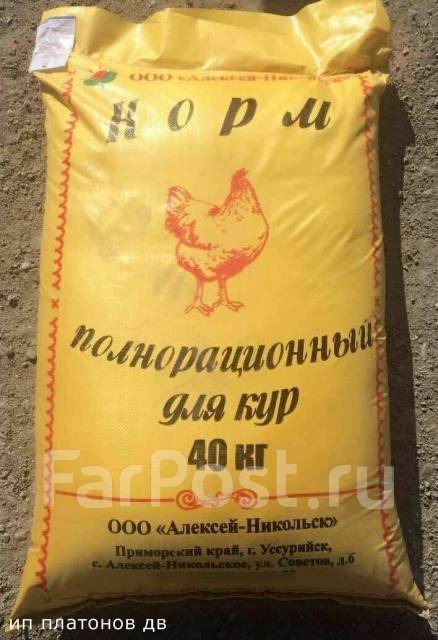 ООО «Алексей-Никольск»
Корм
полнорационный
для кур
40 кг
FarPost.ru
ООО «Алексей-Никольск»
Приморский край, г. Уссурийск,
с. Алексей-Никольское, ул. Советов, д.6
ип платонов дв